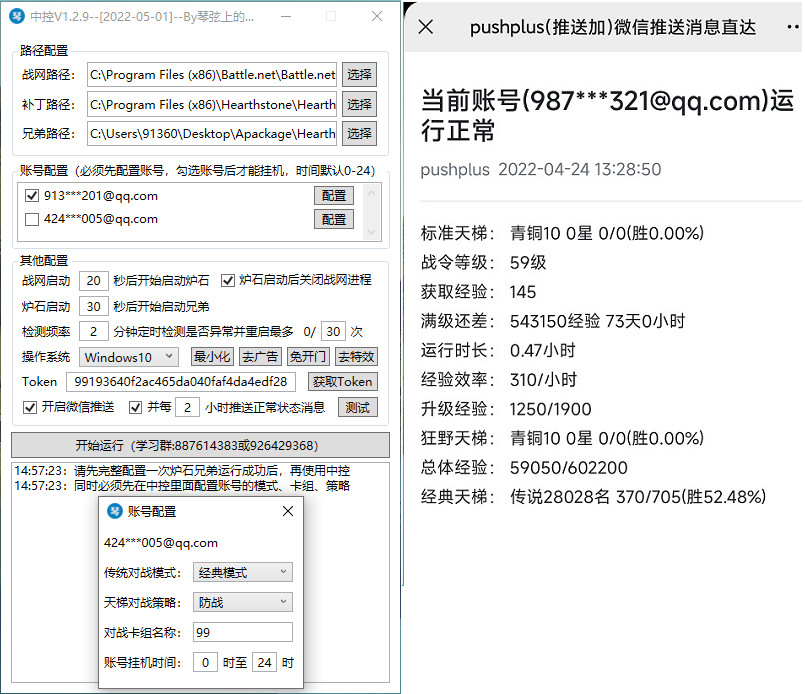 中控V1.2.9--[2022-05-01]--By琴弦上的...
路径配置
战网路径： C:\Program Files (x86)\Battle.net\Battle.net 选择
补丁路径： C:\Program Files (x86)\Hearthstone\Hearth 选择
兄弟路径： C:\Users\91360\Desktop\Apackage\Hearth 选择
账号配置（必须先配置账号，勾选账号后才能挂机，时间默认0-24）
913***201@qq.com 配置
424***005@qq.com 配置
其他配置
战网启动 20 秒后开始启动炉石 炉石启动后关闭战网进程
炉石启动 30 秒后开始启动兄弟
检测频率 2 分钟定时检测是否异常并重启最多 0/ 30 次
操作系统 Windows10 最小化 去广告 免开门 去特效
Token 99193640f2ac465da040faf4da4edf28 获取Token
开启微信推送 并每 2 小时推送正常状态消息 测试
开始运行（学习群:887614383或926429368）
14:57:23：请先完整配置一次炉石兄弟运行成功后，再使用中控
14:57:23：同时必须先在中控里面配置账号的模式、卡组、策略
琴 账号配置
424***005@qq.com
传统对战模式： 经典模式
天梯对战策略： 防战
对战卡组名称： 99
账号挂机时间： 0 时至 24 时
pushplus(推送加)微信推送消息直达
当前账号(987***321@qq.com)运
行正常
pushplus 2022-04-24 13:28:50
标准天梯： 青铜10 0星 0/0(胜0.00%)
战令等级： 59级
获取经验： 145
满级还差： 543150经验 73天0小时
运行时长： 0.47小时
经验效率： 310/小时
升级经验： 1250/1900
狂野天梯： 青铜10 0星 0/0(胜0.00%)
总体经验： 59050/602200
经典天梯： 传说28028名 370/705(胜52.48%)